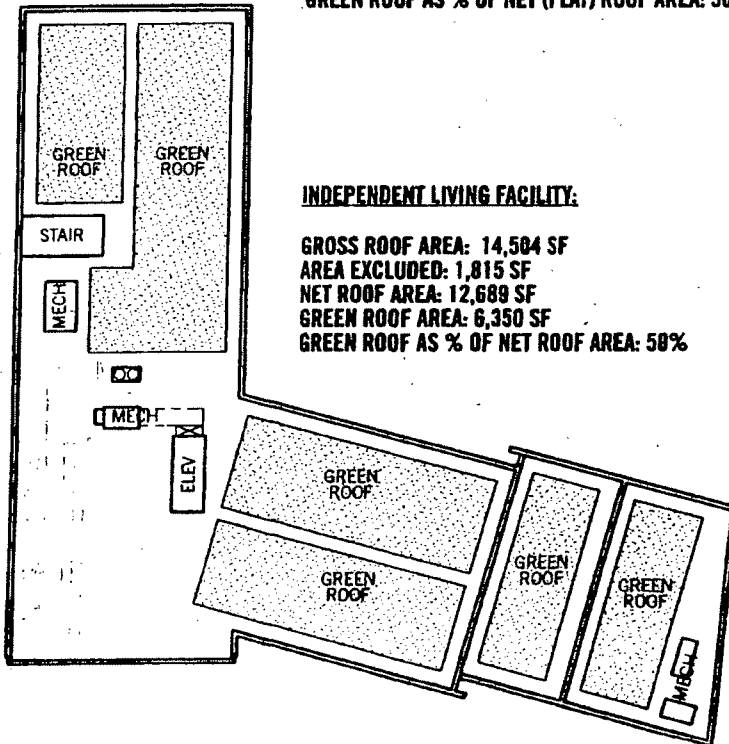 GREEN ROOF AS % OF NET (FLAT) ROOF AREA:
GREEN
ROOF
GREEN
ROOF
STAIR
MECH
MECH
ELEV
INDEPENDENT LIVING FACILITY:
GROSS ROOF AREA: 14,504 SF
AREA EXCLUDED: 1,815 SF
NET ROOF AREA: 12,689 SF
GREEN ROOF AREA: 6,350 SF
GREEN ROOF AS % OF NET ROOF AREA: 50%
GREEN
ROOF
GREEN
ROOF
GREEN
ROOF
GREEN
ROOF
MECH